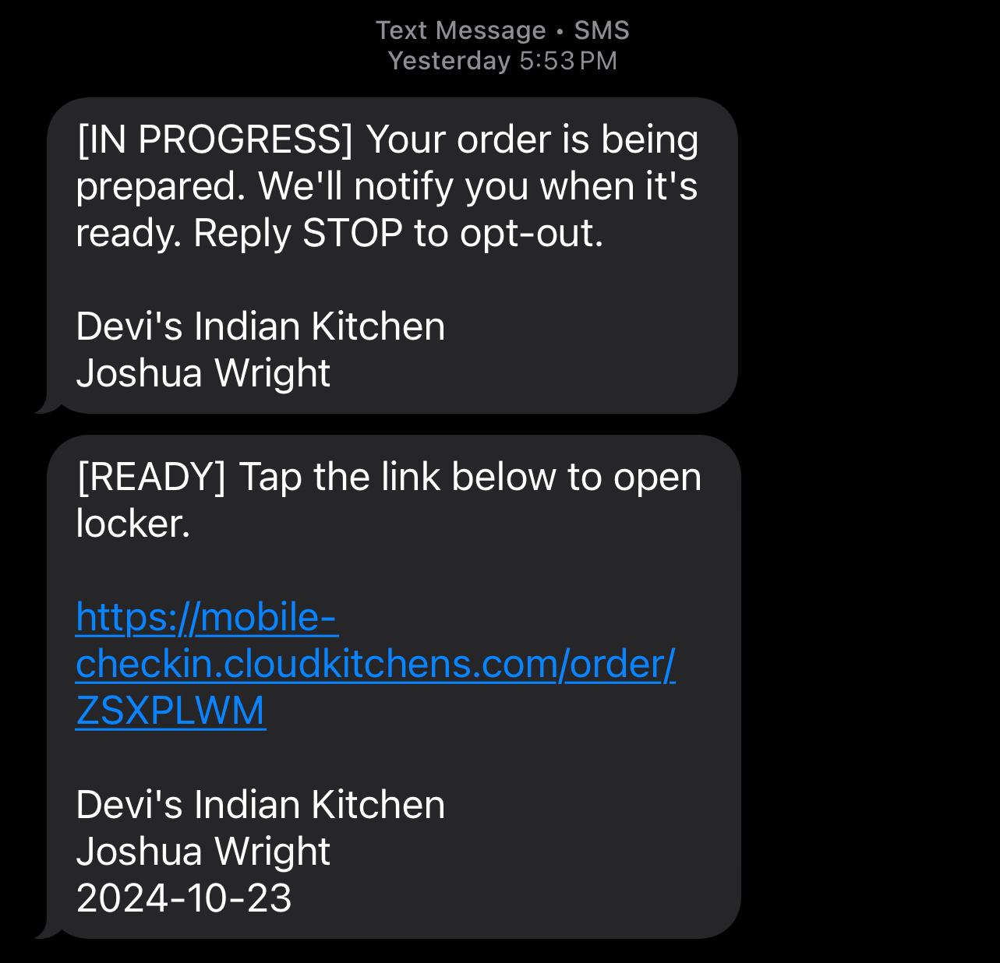 Text Message • SMS
Yesterday 5:53 PM
[IN PROGRESS] Your order is being
prepared. We'll notify you when it's
ready. Reply STOP to opt-out.
Devi's Indian Kitchen
Joshua Wright
[READY] Tap the link below to open
locker.
https://mobile-
checkin.cloudkitchens.com/order/
ZSXPLWM
Devi's Indian Kitchen
Joshua Wright
2024-10-23